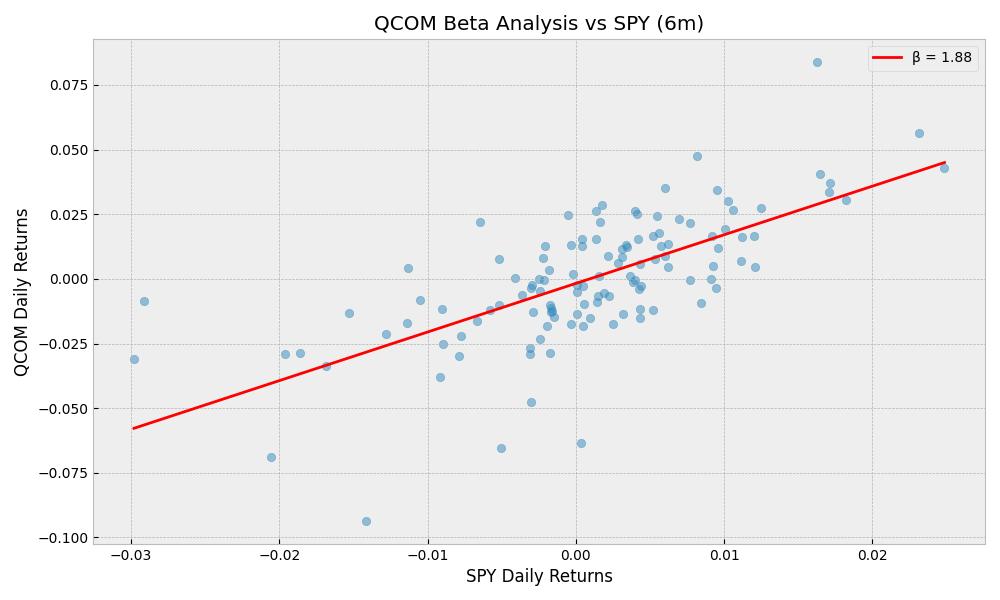 QCOM Beta Analysis vs SPY (6m)
β = 1.88
QCOM Daily Returns
0.075
0.050
0.025
0.000
−0.025
−0.050
−0.075
−0.100
−0.03 −0.02 −0.01 0.00 0.01 0.02
SPY Daily Returns